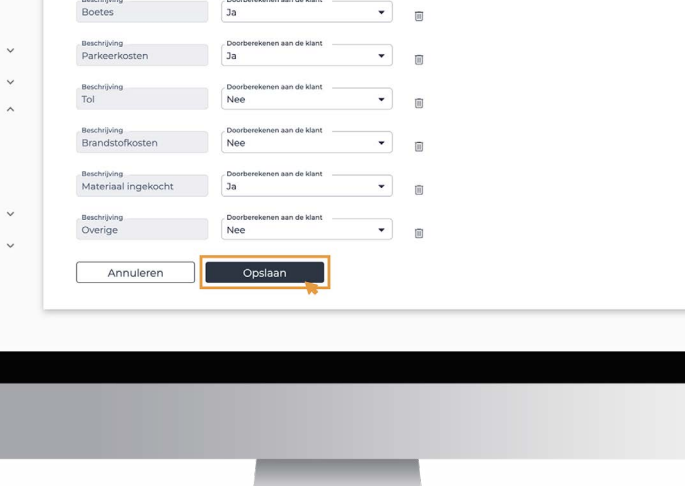 Beschrijving Doorberekenen aan de klant
Boetes Ja
Beschrijving Doorberekenen aan de klant
Parkeerkosten Ja
Beschrijving Doorberekenen aan de klant
Tol Nee
Beschrijving Doorberekenen aan de klant
Brandstofkosten Nee
Beschrijving Doorberekenen aan de klant
Materiaal ingekocht Ja
Beschrijving Doorberekenen aan de klant
Overige Nee
Annuleren Opslaan